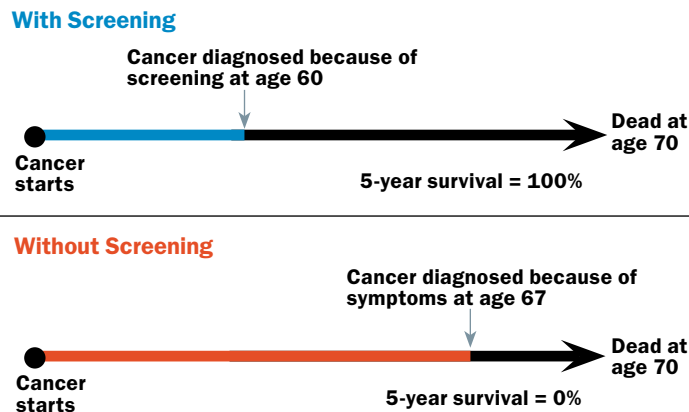 With Screening
Cancer diagnosed because of
screening at age 60
Dead at
age 70
Cancer
starts
5-year survival = 100%
Without Screening
Cancer diagnosed because of
symptoms at age 67
Dead at
age 70
Cancer
starts
5-year survival = 0%